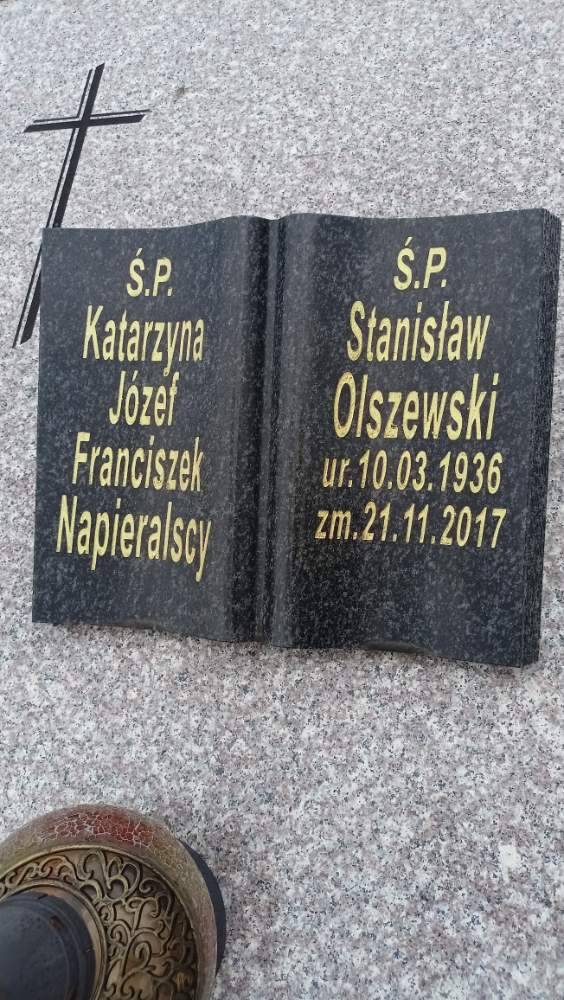 Ś.P.
Katarzyna
Józef
Franciszek
Napieralscy
Ś.P.
Stanisław
Olszewski
ur.10.03.1936
zm.21.11.2017